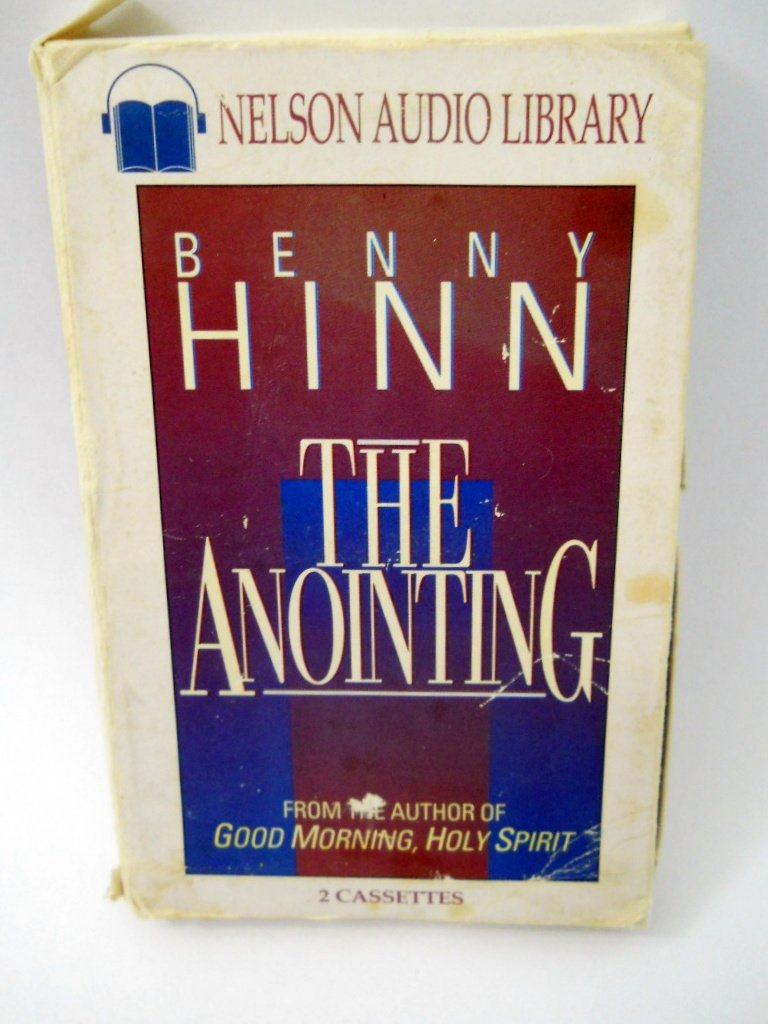 NELSON AUDIO LIBRARY
BENNY
HINN
THE
ANOINTING
FROM THE AUTHOR OF
GOOD MORNING, HOLY SPIRIT
2 CASSETTES